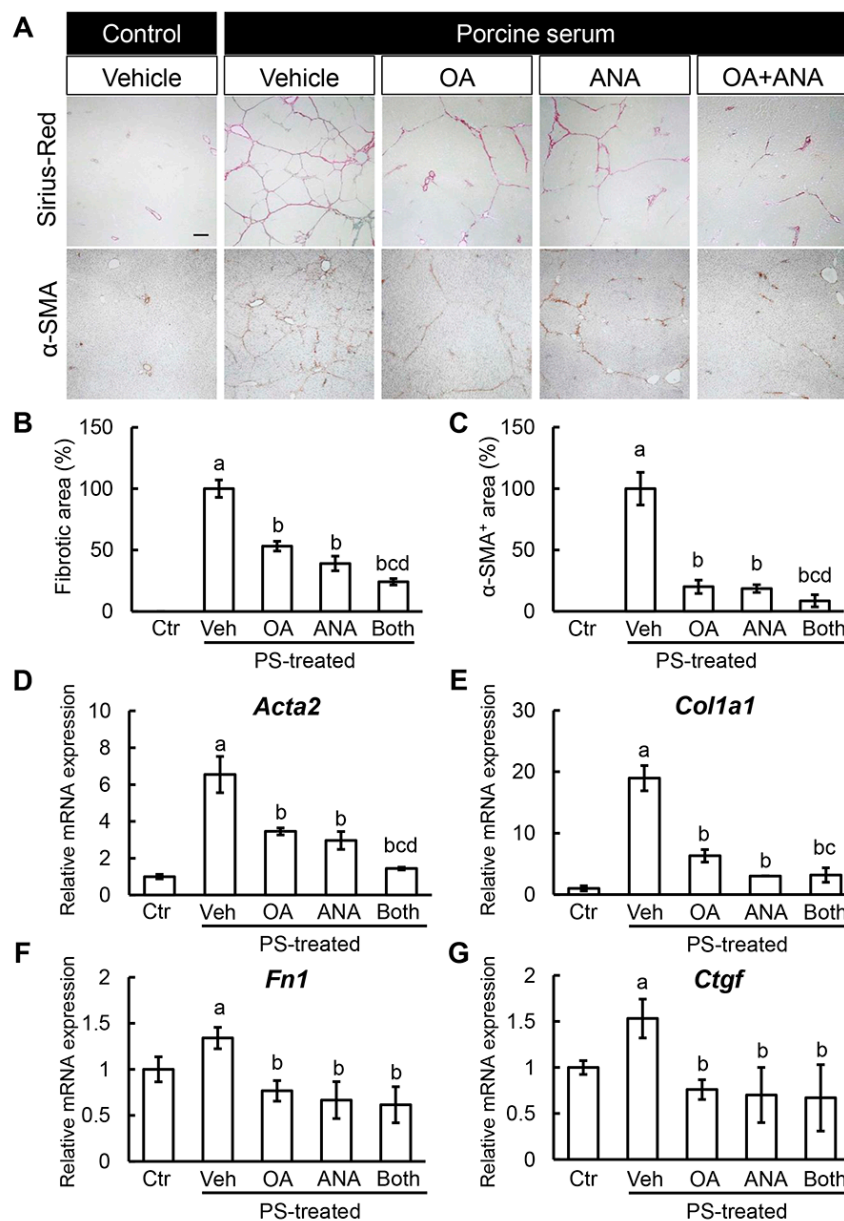 A
Control
Porcine serum
Vehicle
Vehicle
OA
ANA
OA+ANA
Sirius-Red
α-SMA
B
Fibrotic area (%)
150
100
50
0
a
b
b
bcd
Ctr
Veh
OA
ANA
Both
PS-treated
C
α-SMA⁺ area (%)
150
100
50
0
a
b
b
bcd
Ctr
Veh
OA
ANA
Both
PS-treated
D
Acta2
Relative mRNA expression
10
8
6
4
2
0
a
b
b
bcd
Ctr
Veh
OA
ANA
Both
PS-treated
E
Col1a1
Relative mRNA expression
30
20
10
0
a
b
b
bc
Ctr
Veh
OA
ANA
Both
PS-treated
F
Fn1
Relative mRNA expression
2
1.5
1
0.5
0
a
b
b
b
Ctr
Veh
OA
ANA
Both
PS-treated
G
Ctgf
Relative mRNA expression
2
1.5
1
0.5
0
a
b
b
b
Ctr
Veh
OA
ANA
Both
PS-treated